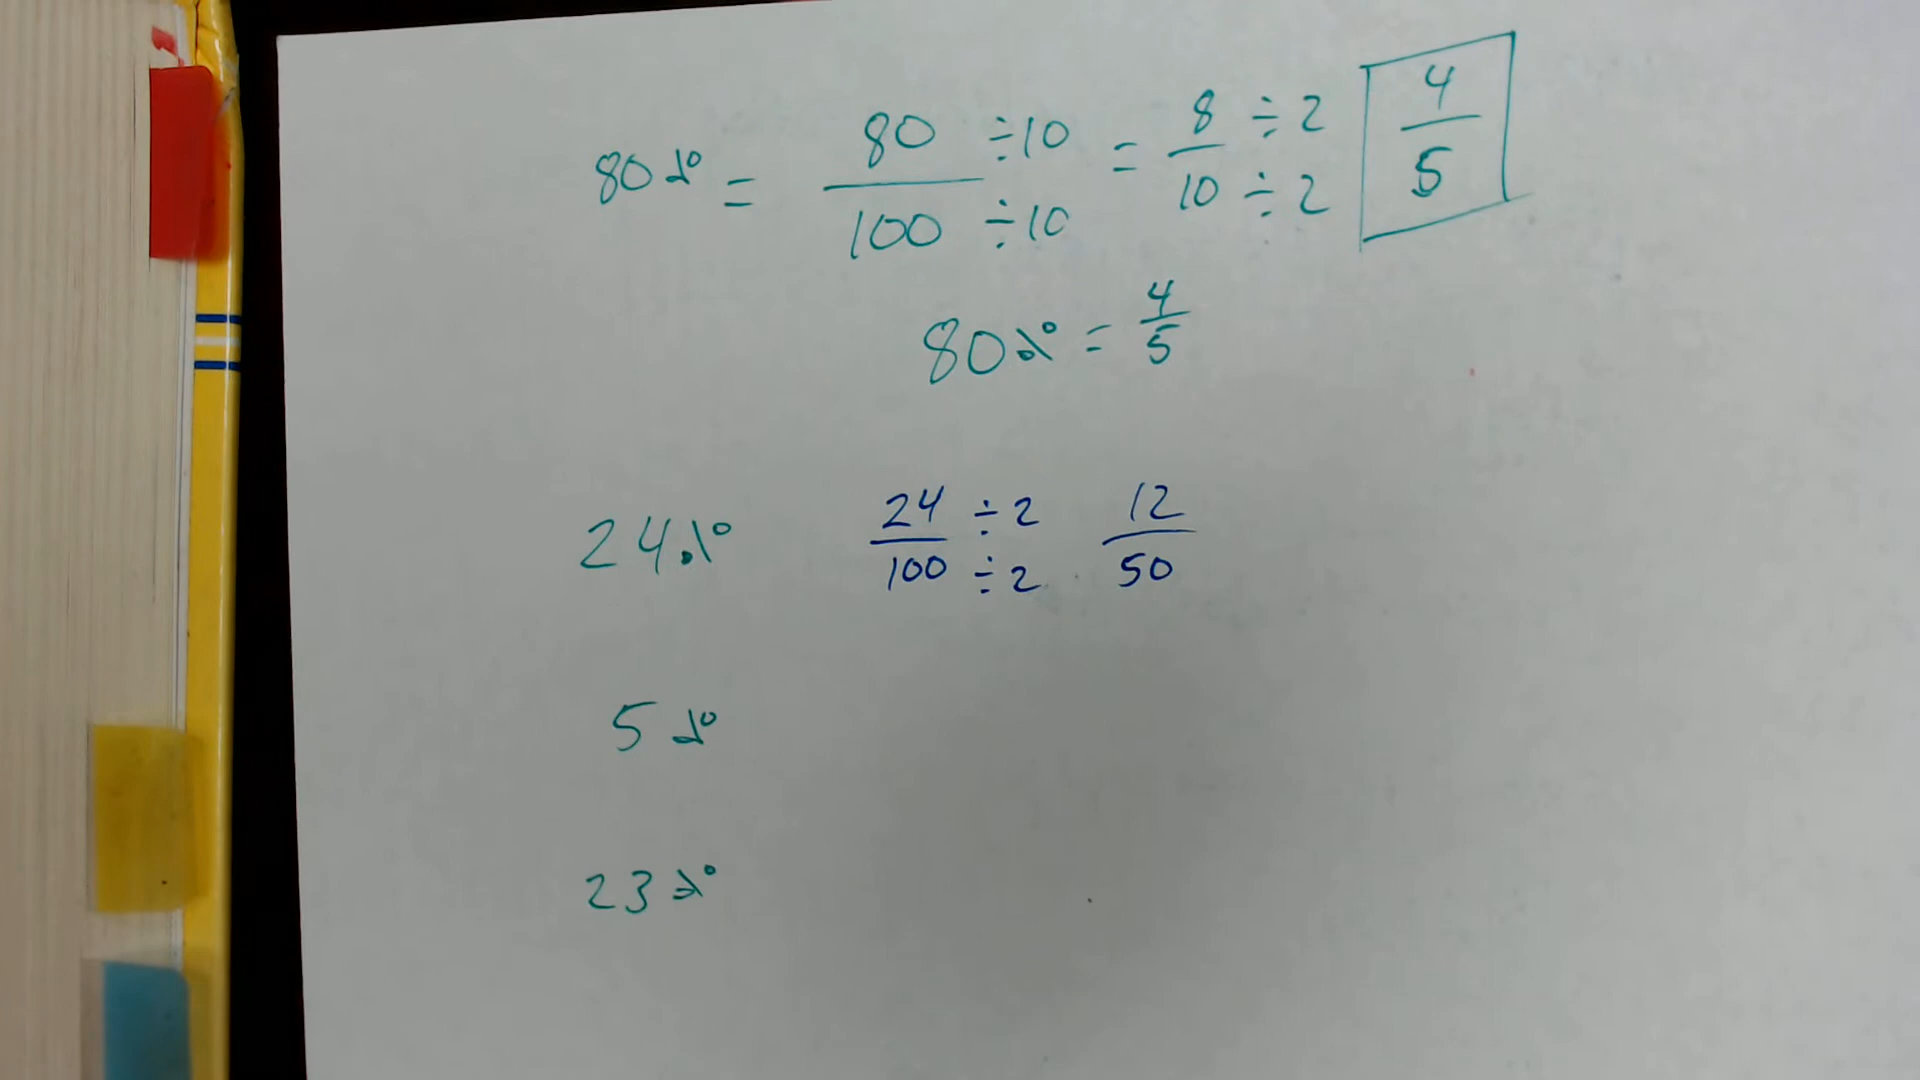 80% = 80/100 ÷10/÷10 = 8/10 ÷2/÷2 4/5
80% = 4/5
24% 24/100 ÷2/÷2 12/50
5%
23%